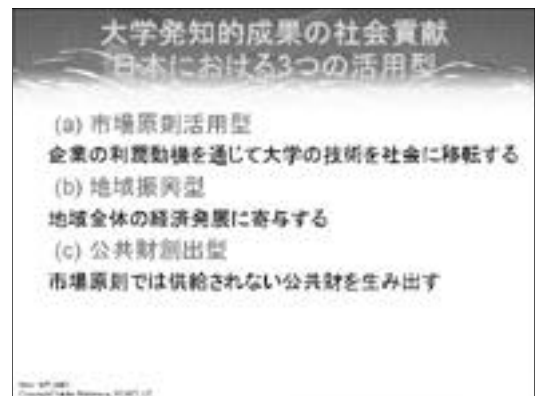 大学発知的成果の社会貢献
日本における3つの活用型
(a) 市場原則活用型
企業の利潤動機を通じて大学の技術を社会に移転する
(b) 地域振興型
地域全体の経済発展に寄与する
(c) 公共財創出型
市場原則では供給されない公共財を生み出す